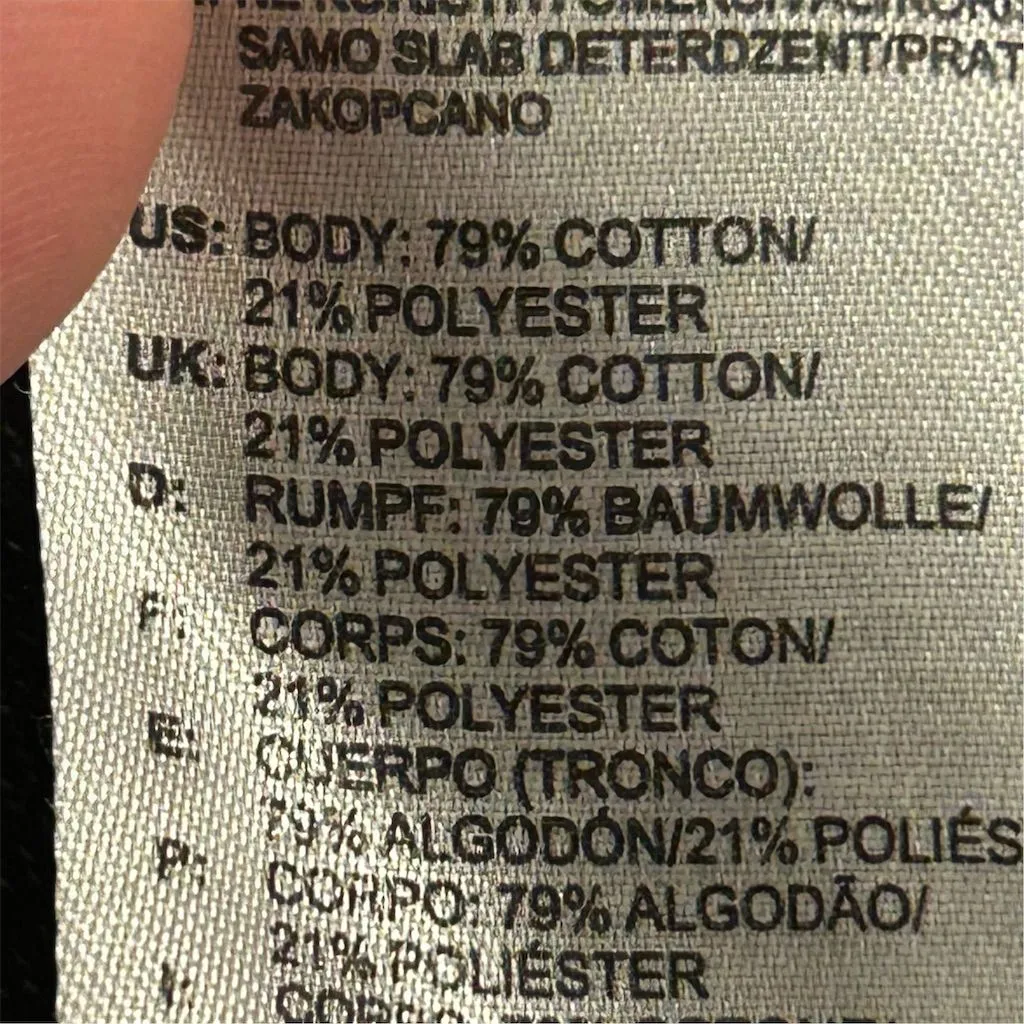 SAMO SLAB DETERDZENT/PRAT
ZAKOPCANO
US: BODY: 79% COTTON/
21% POLYESTER
UK: BODY: 79% COTTON/
21% POLYESTER
D: RUMPF: 79% BAUMWOLLE/
21% POLYESTER
F: CORPS: 79% COTON/
21% POLYESTER
E: CUERPO (TRONCO):
79% ALGODÓN/21% POLIÉS
P: CORPO: 79% ALGODÃO/
21% POLIÉSTER
I: